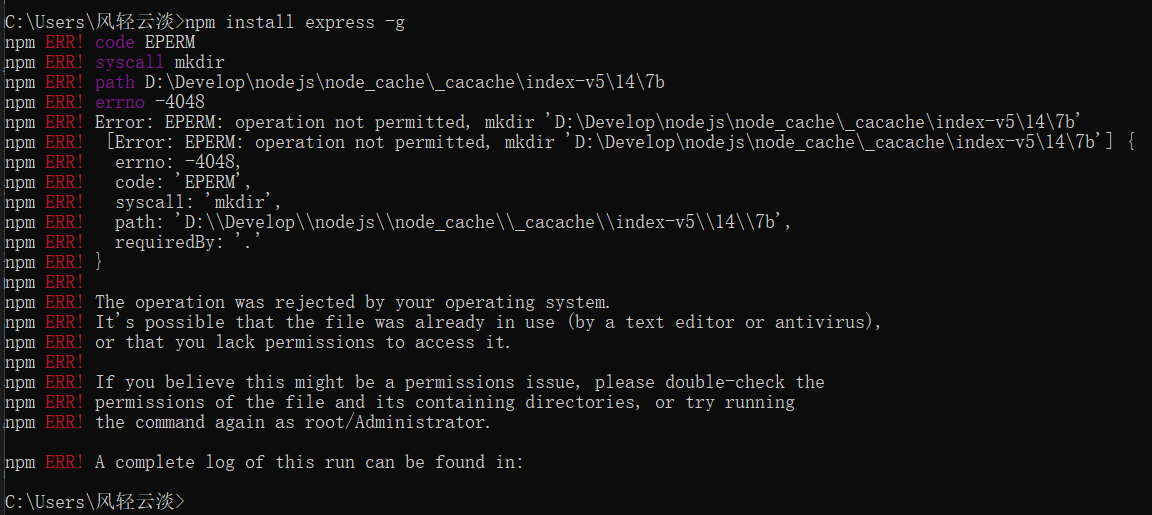 C:\Users\风轻云淡>npm install express -g
npm ERR! code EPERM
npm ERR! syscall mkdir
npm ERR! path D:\Develop\nodejs\node_cache\_cacache\index-v5\14\7b
npm ERR! errno -4048
npm ERR! Error: EPERM: operation not permitted, mkdir 'D:\Develop\nodejs\node_cache\_cacache\index-v5\14\7b'
npm ERR!  [Error: EPERM: operation not permitted, mkdir 'D:\Develop\nodejs\node_cache\_cacache\index-v5\14\7b'] {
npm ERR!   errno: -4048,
npm ERR!   code: 'EPERM',
npm ERR!   syscall: 'mkdir',
npm ERR!   path: 'D:\\Develop\\nodejs\\node_cache\\_cacache\\index-v5\\14\\7b',
npm ERR!   requiredBy: '.'
npm ERR! }
npm ERR!
npm ERR! The operation was rejected by your operating system.
npm ERR! It's possible that the file was already in use (by a text editor or antivirus),
npm ERR! or that you lack permissions to access it.
npm ERR!
npm ERR! If you believe this might be a permissions issue, please double-check the
npm ERR! permissions of the file and its containing directories, or try running
npm ERR! the command again as root/Administrator.
npm ERR! A complete log of this run can be found in:
C:\Users\风轻云淡>